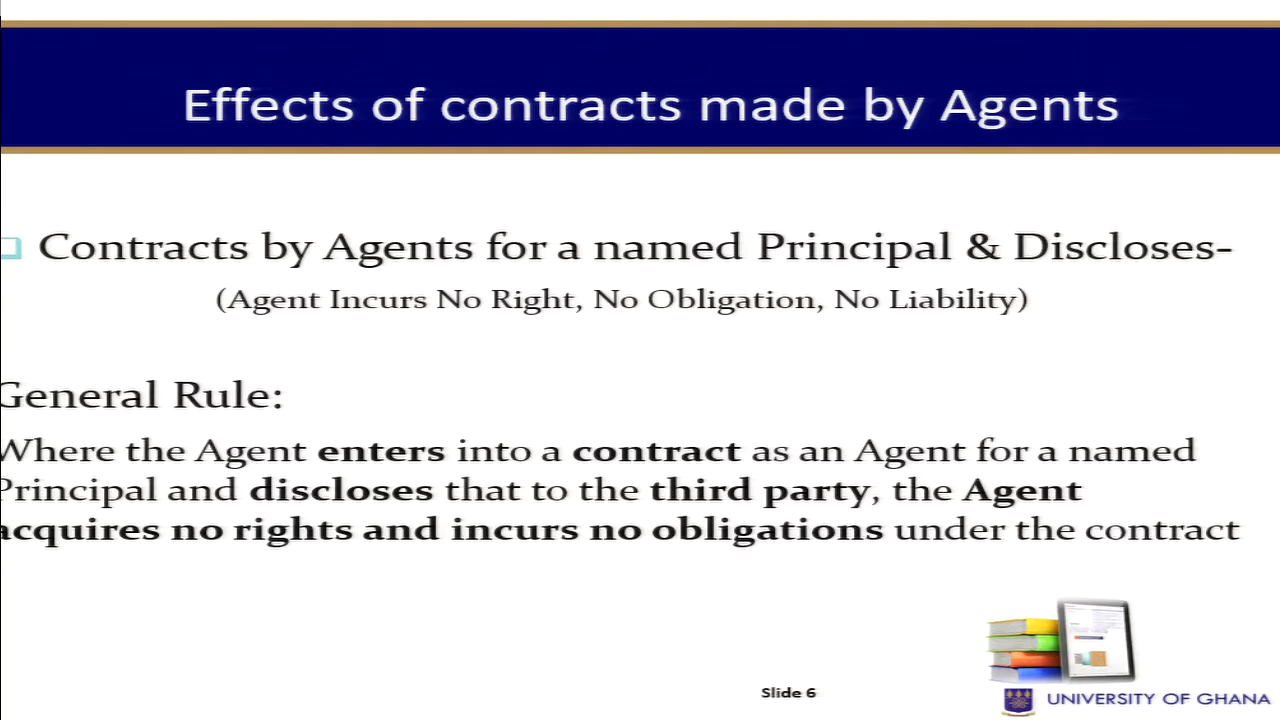 Effects of contracts made by Agents
Contracts by Agents for a named Principal & Discloses-
(Agent Incurs No Right, No Obligation, No Liability)
General Rule:
Where the Agent enters into a contract as an Agent for a named
Principal and discloses that to the third party, the Agent
acquires no rights and incurs no obligations under the contract
Slide 6
UNIVERSITY OF GHANA